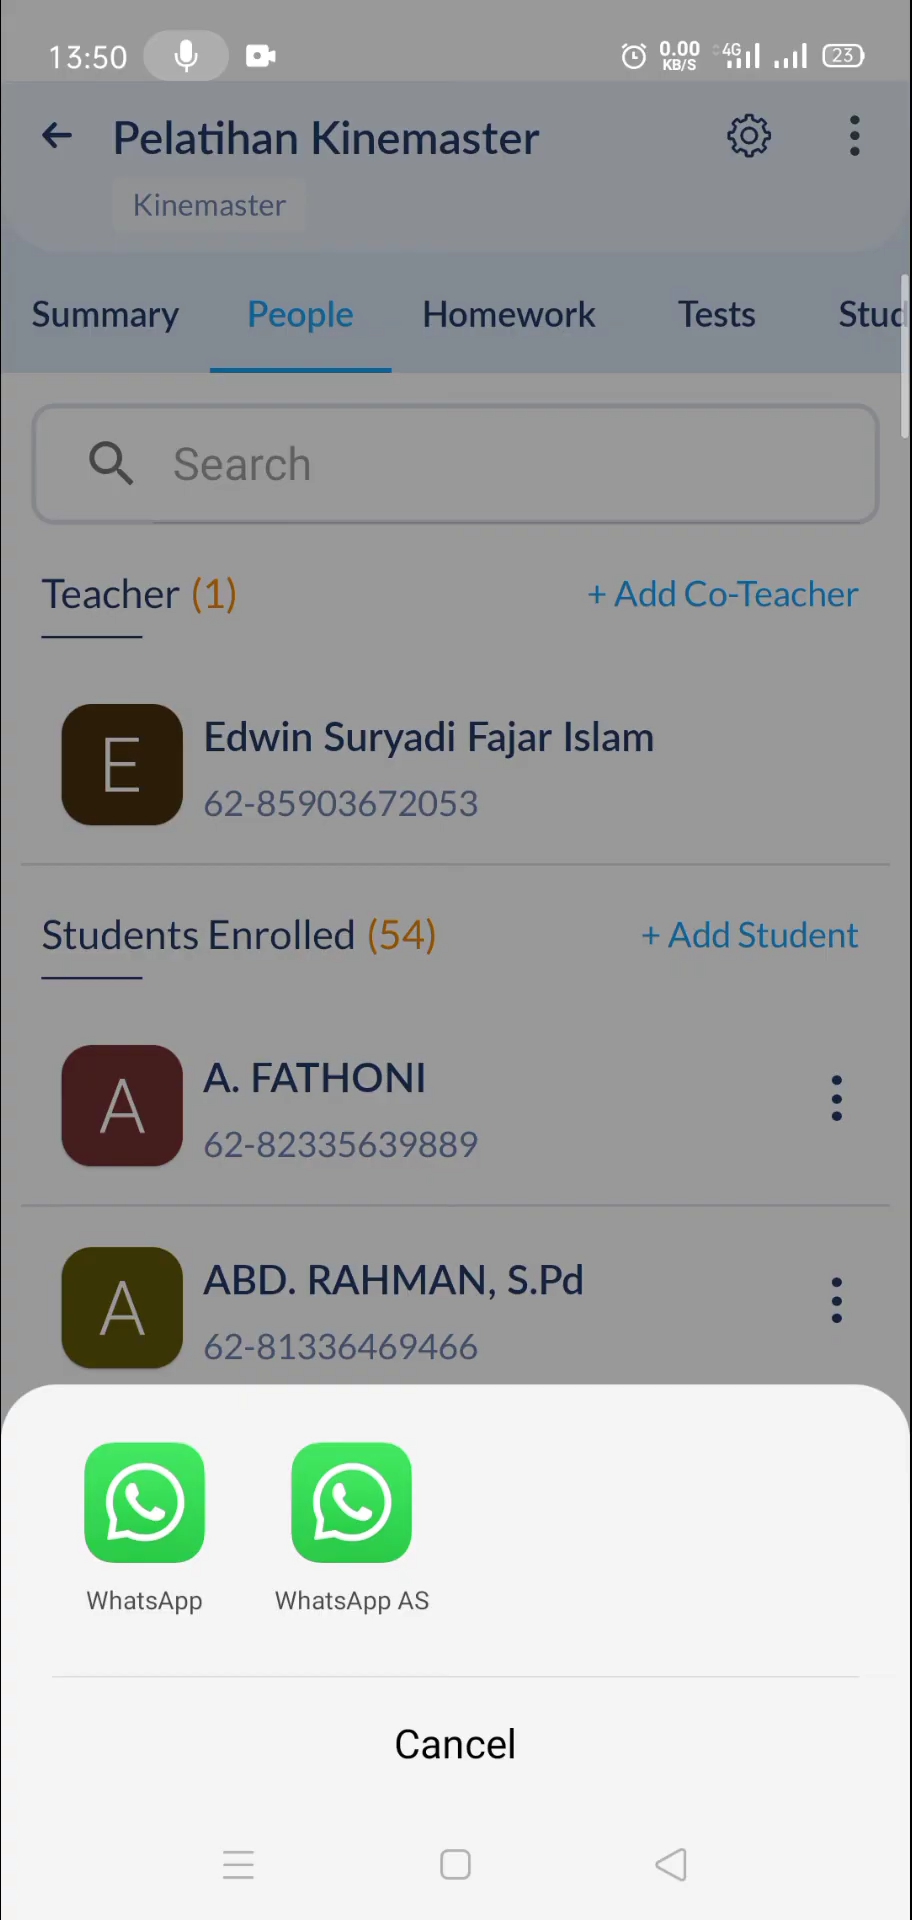 13:50
0.00
KB/S
4G
23
Pelatihan Kinemaster
Kinemaster
Summary
People
Homework
Tests
Stud
Search
Teacher (1)
+ Add Co-Teacher
E
Edwin Suryadi Fajar Islam
62-85903672053
Students Enrolled (54)
+ Add Student
A
A. FATHONI
62-82335639889
A
ABD. RAHMAN, S.Pd
62-81336469466
WhatsApp
WhatsApp AS
Cancel